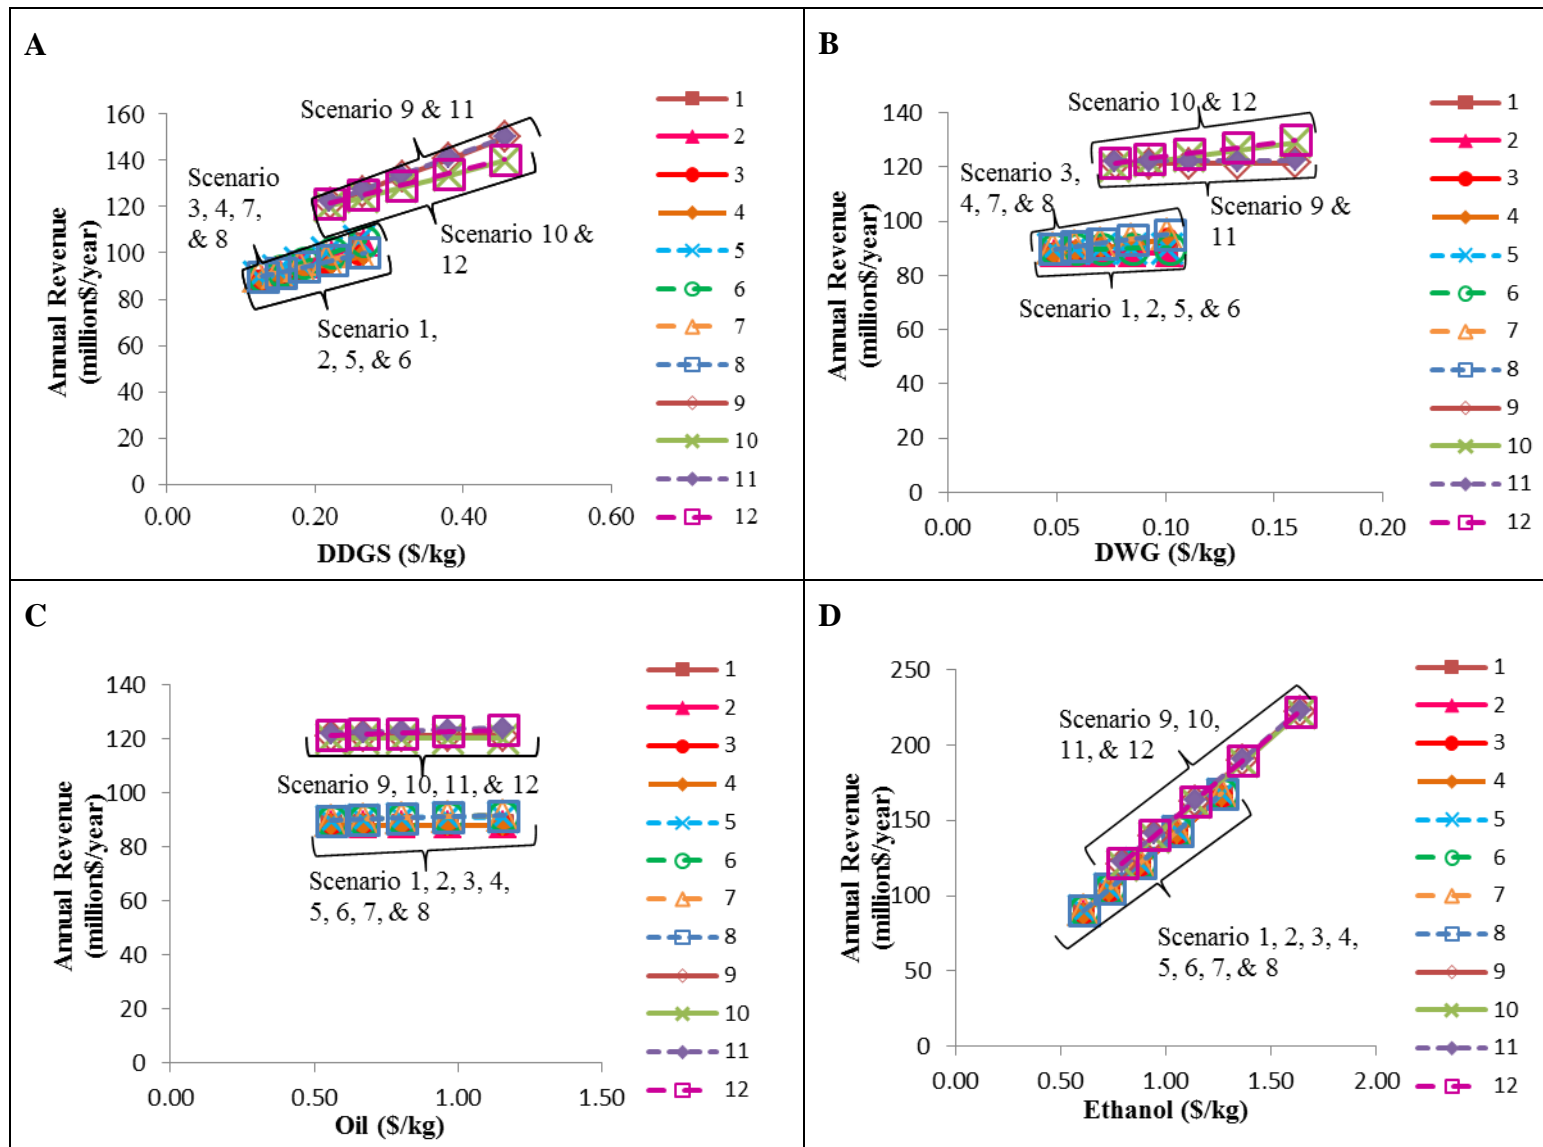 A
Annual Revenue
(million$/year)
160
140
120
100
80
60
40
20
0
0.00
0.20
0.40
0.60
DDGS ($/kg)
Scenario 9 & 11
Scenario
3, 4, 7,
& 8
Scenario 10 &
12
Scenario 1,
2, 5, & 6
1
2
3
4
5
6
7
8
9
10
11
12
B
Annual Revenue
(million$/year)
140
120
100
80
60
40
20
0
0.00
0.05
0.10
0.15
0.20
DWG ($/kg)
Scenario 10 & 12
Scenario 3,
4, 7, & 8
Scenario 9 &
11
Scenario 1, 2, 5, & 6
1
2
3
4
5
6
7
8
9
10
11
12
C
Annual Revenue
(million$/year)
140
120
100
80
60
40
20
0
0.00
0.50
1.00
1.50
Oil ($/kg)
Scenario 9, 10, 11, & 12
Scenario 1, 2, 3, 4,
5, 6, 7, & 8
1
2
3
4
5
6
7
8
9
10
11
12
D
Annual Revenue
(million$/year)
250
200
150
100
50
0
0.00
0.50
1.00
1.50
2.00
Ethanol ($/kg)
Scenario 9, 10,
11, & 12
Scenario 1, 2, 3, 4,
5, 6, 7, & 8
1
2
3
4
5
6
7
8
9
10
11
12